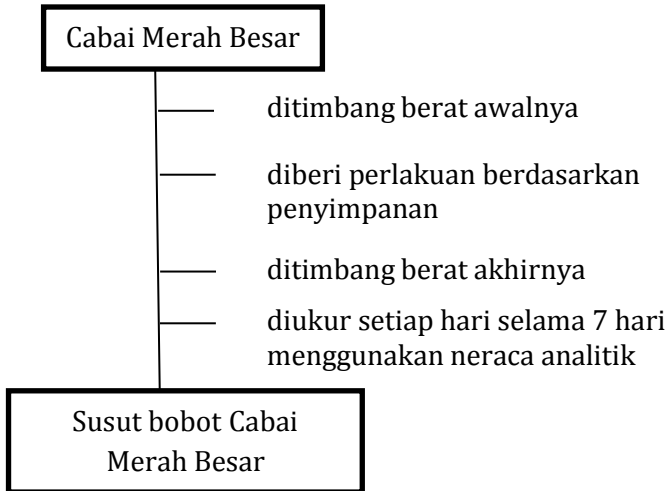 Cabai Merah Besar
ditimbang berat awalnya
diberi perlakuan berdasarkan
penyimpanan
ditimbang berat akhirnya
diukur setiap hari selama 7 hari
menggunakan neraca analitik
Susut bobot Cabai
Merah Besar